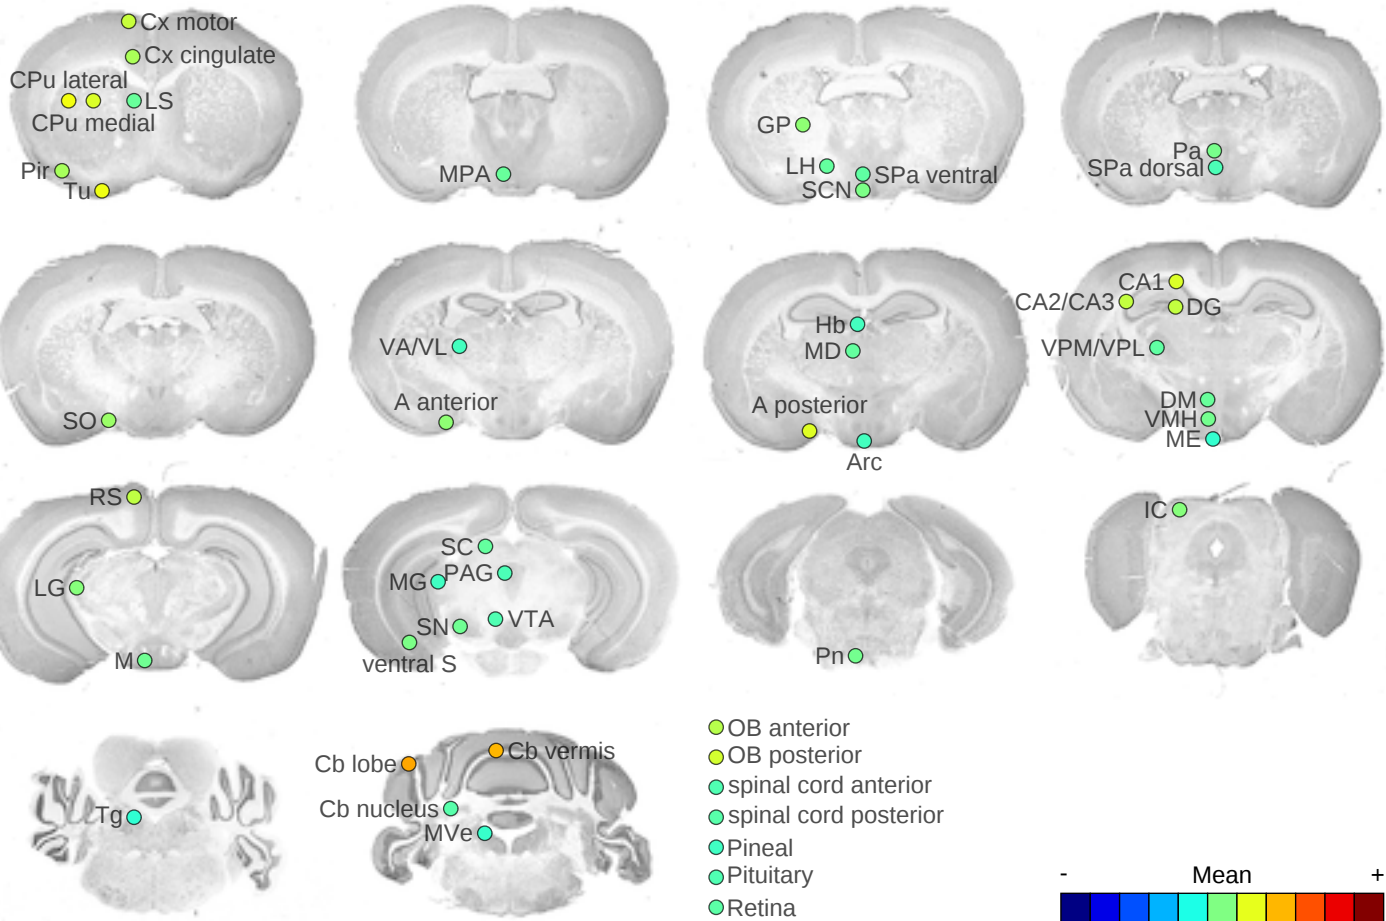 Cx motor
Cx cingulate
CPu lateral
LS
CPu medial
Pir
Tu
MPA
GP
LH
SPa ventral
SCN
Pa
SPa dorsal
SO
VA/VL
A anterior
Hb
MD
A posterior
Arc
CA1
CA2/CA3
DG
VPM/VPL
DM
VMH
ME
RS
LG
M
SC
PAG
MG
VTA
SN
ventral S
Pn
IC
Tg
Cb lobe
Cb vermis
Cb nucleus
MVe
OB anterior
OB posterior
spinal cord anterior
spinal cord posterior
Pineal
Pituitary
Retina
- Mean +